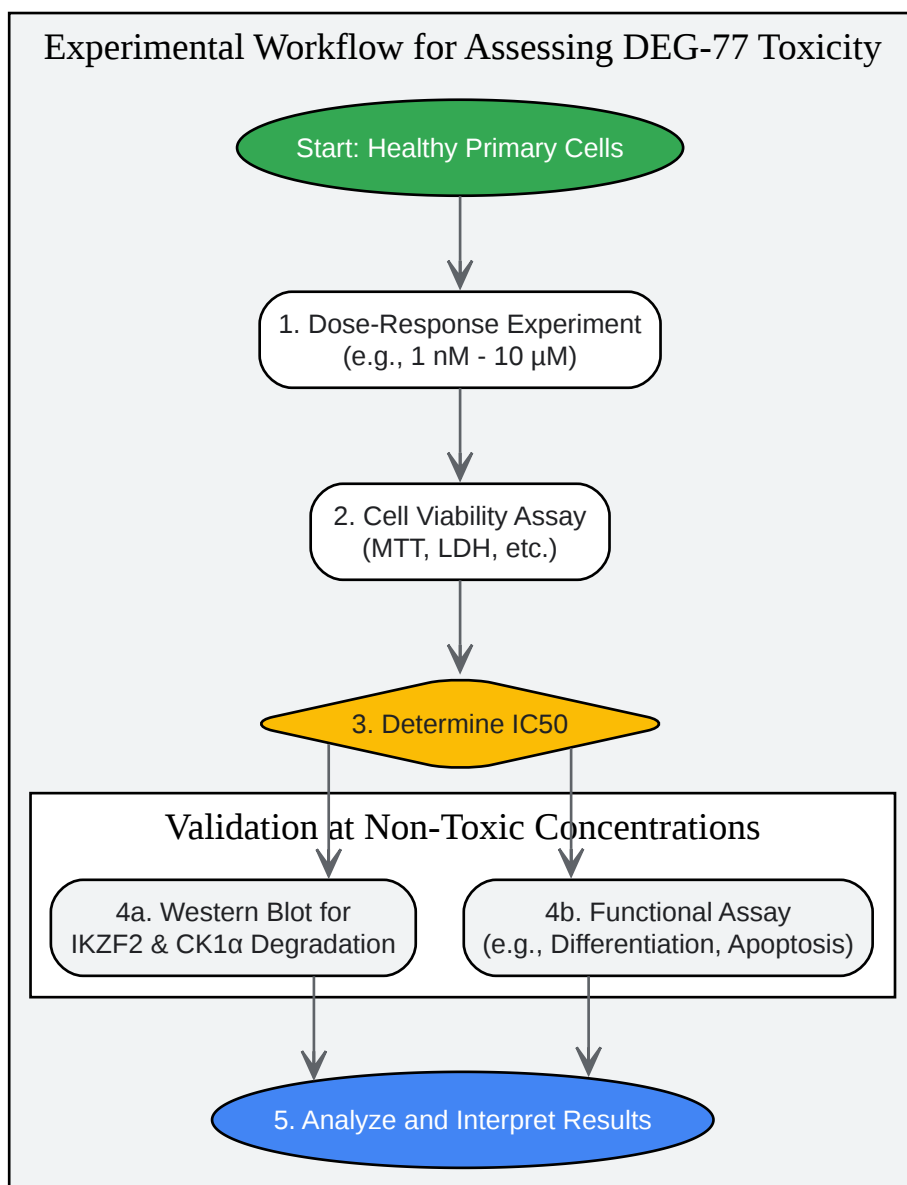 Experimental Workflow for Assessing DEG-77 Toxicity
Start: Healthy Primary Cells
1. Dose-Response Experiment
(e.g., 1 nM - 10 µM)
2. Cell Viability Assay
(MTT, LDH, etc.)
3. Determine IC50
Validation at Non-Toxic Concentrations
4a. Western Blot for
IKZF2 & CK1α Degradation
4b. Functional Assay
(e.g., Differentiation, Apoptosis)
5. Analyze and Interpret Results